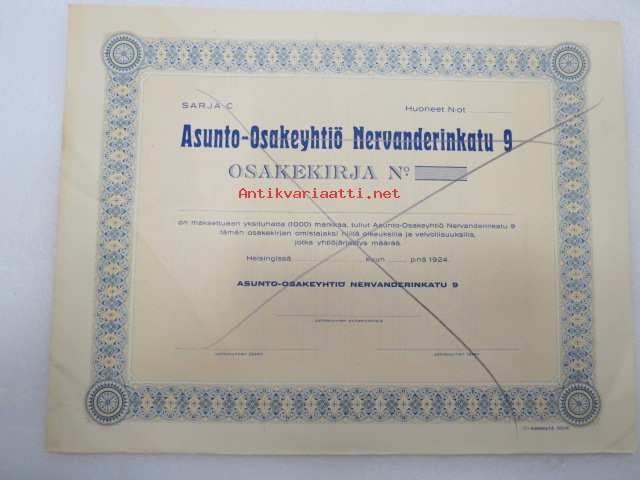 SARJA C Huoneet N:ot
Asunto-Osakeyhtiö Nervanderinkatu 9
OSAKEKIRJA No
Antikvariaatti.net
on maksettuaan yksituhatta (1000) markkaa, tullut Asunto-Osakeyhtiö Nervanderinkatu 9
tämän osakekirjan omistajaksi niillä oikeuksilla ja velvollisuuksilla,
jotka yhtiöjärjestys määrää.
Helsingissä kuun p:nä 1924.
ASUNTO-OSAKEYHTIÖ NERVANDERINKATU 9